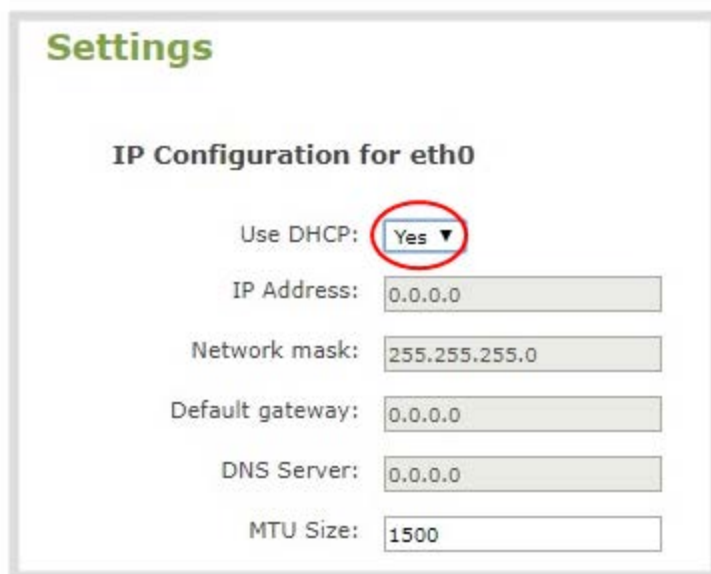 Settings
IP Configuration for eth0
Use DHCP: Yes
IP Address: 0.0.0.0
Network mask: 255.255.255.0
Default gateway: 0.0.0.0
DNS Server: 0.0.0.0
MTU Size: 1500